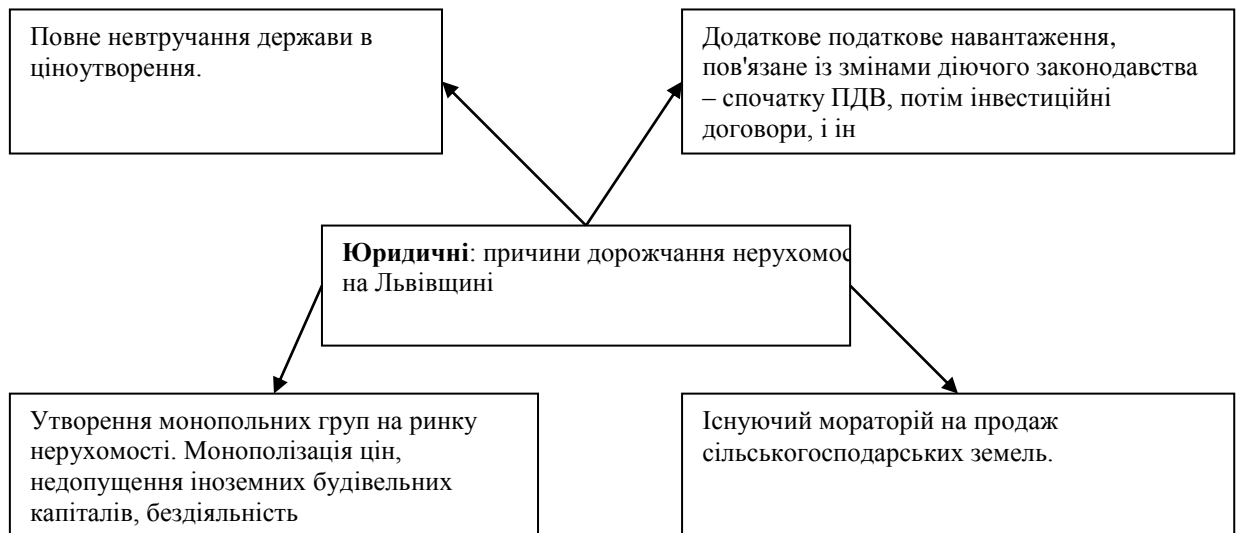 Повне невтручання держави в
ціноутворення.
Додаткове податкове навантаження,
пов'язане із змінами діючого законодавства
– спочатку ПДВ, потім інвестиційні
договори, і ін
Юридичні: причини дорожчання нерухомос
на Львівщині
Утворення монопольних груп на ринку
нерухомості. Монополізація цін,
недопущення іноземних будівельних
капіталів, бездіяльність
Існуючий мораторій на продаж
сільськогосподарських земель.